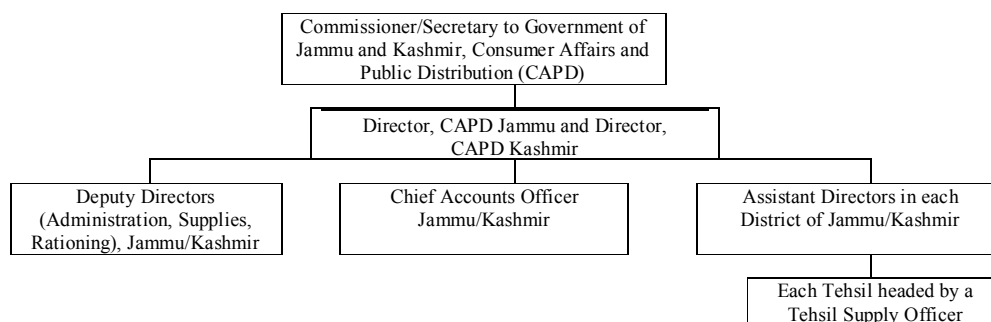 Commissioner/Secretary to Government of
Jammu and Kashmir, Consumer Affairs and
Public Distribution (CAPD)
Director, CAPD Jammu and Director,
CAPD Kashmir
Deputy Directors
(Administration, Supplies,
Rationing), Jammu/Kashmir
Chief Accounts Officer
Jammu/Kashmir
Assistant Directors in each
District of Jammu/Kashmir
Each Tehsil headed by a
Tehsil Supply Officer